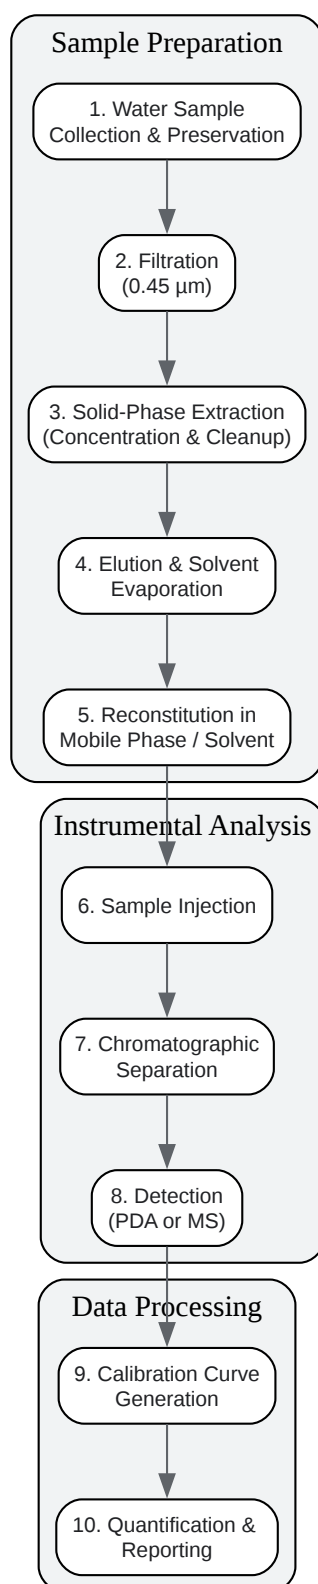 Sample Preparation
1. Water Sample
Collection & Preservation
2. Filtration
(0.45 µm)
3. Solid-Phase Extraction
(Concentration & Cleanup)
4. Elution & Solvent
Evaporation
5. Reconstitution in
Mobile Phase / Solvent
Instrumental Analysis
6. Sample Injection
7. Chromatographic
Separation
8. Detection
(PDA or MS)
Data Processing
9. Calibration Curve
Generation
10. Quantification &
Reporting